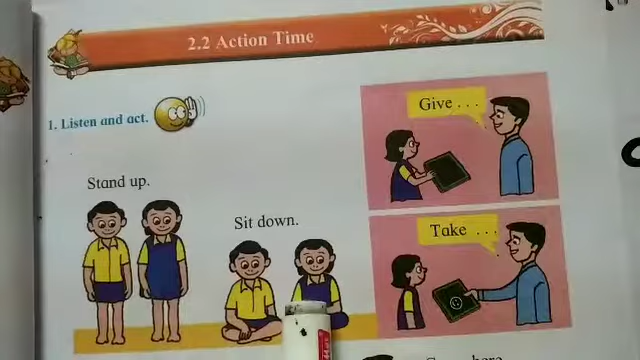 2.2 Action Time
1. Listen and act.
Give . . .
Stand up.
Sit down.
Take . . .